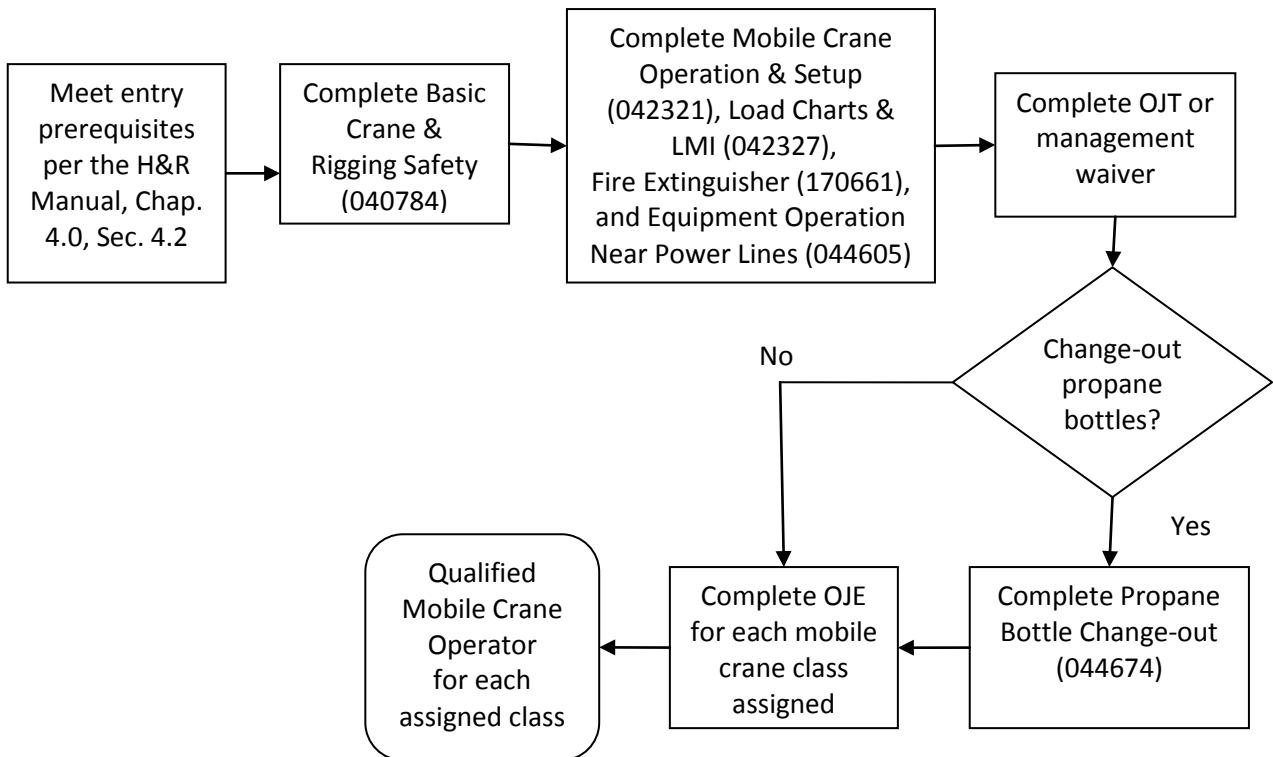 Meet entry
prerequisites
per the H&R
Manual, Chap.
4.0, Sec. 4.2
Complete Basic
Crane &
Rigging Safety
(040784)
Complete Mobile Crane
Operation & Setup
(042321), Load Charts &
LMI (042327),
Fire Extinguisher (170661),
and Equipment Operation
Near Power Lines (044605)
Complete OJT or
management
waiver
Change-out
propane
bottles?
No
Yes
Complete Propane
Bottle Change-out
(044674)
Complete OJE
for each mobile
crane class
assigned
Qualified
Mobile Crane
Operator
for each
assigned class